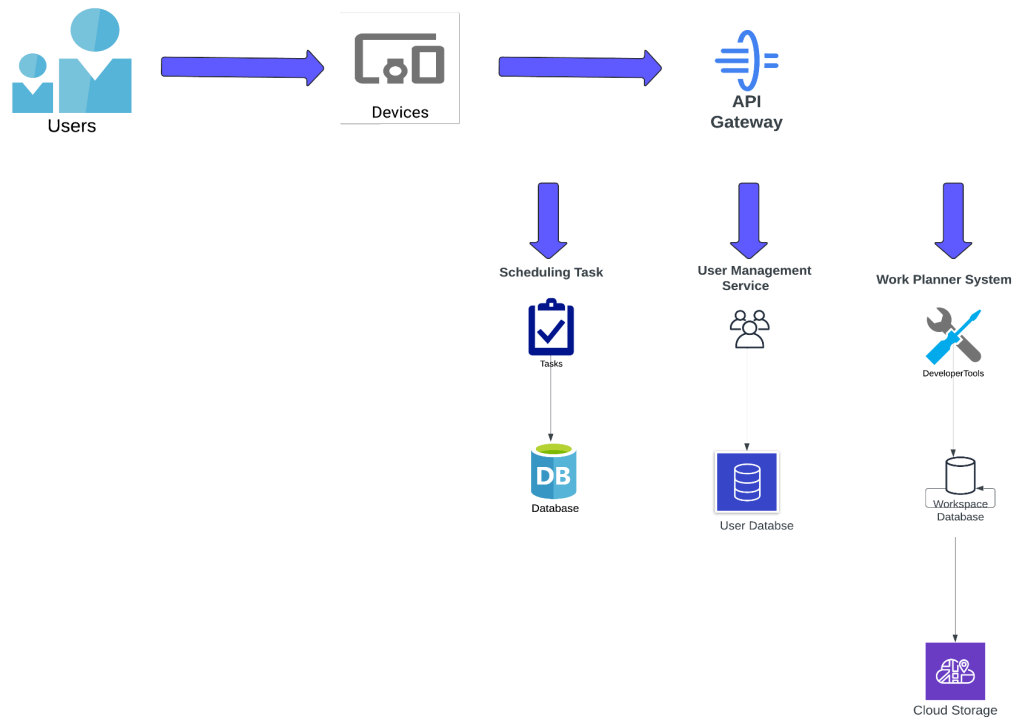 Users
Devices
API
Gateway
Scheduling Task
User Management
Service
Work Planner System
Tasks
DeveloperTools
DB
Database
User Databse
Workspace
Database
Cloud Storage